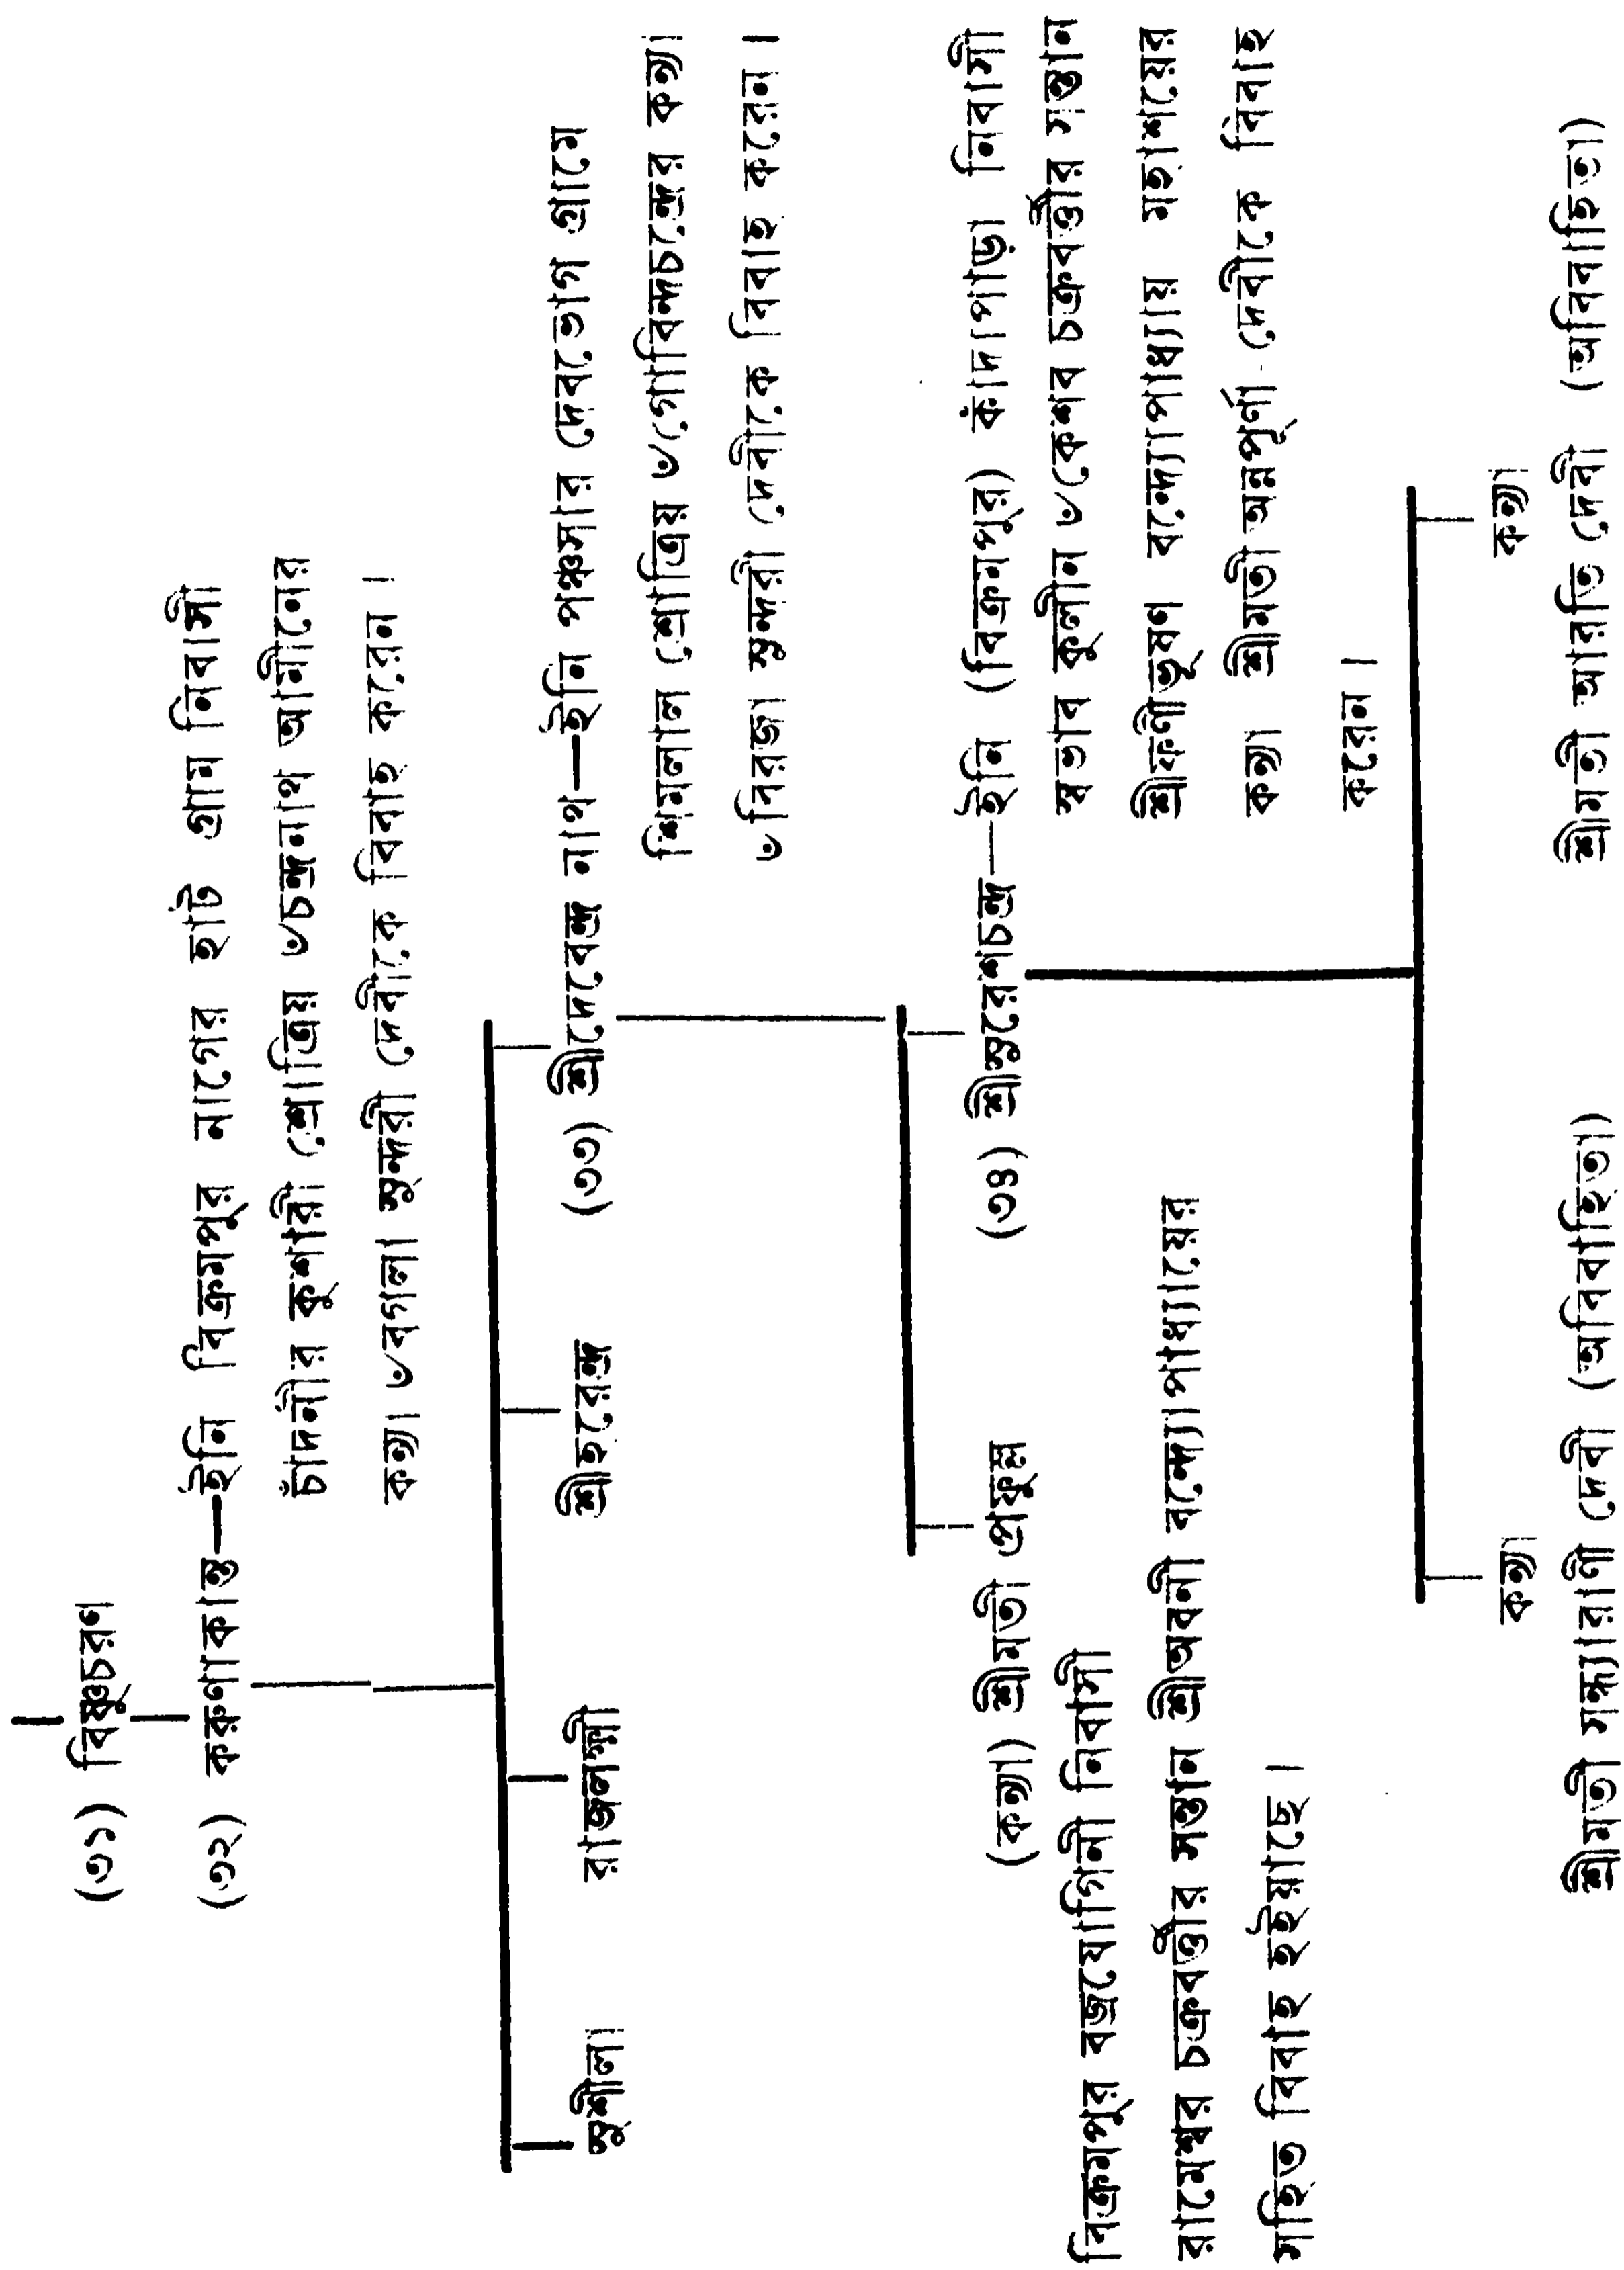 (৩১) বিষ্ণুচরণ
(৩২) করুণাকান্ত—ইনি বিক্রমপুর নাগের হাট গ্রাম নিবাসী
চাঁদনীর কুশারী শ্রোত্রিয় ৺চন্দ্রনাথ আমীনের
কন্যা ৺বগলা সুন্দরী দেবীকে বিবাহ করেন।
সুশীলা
রাজলক্ষ্মী
শ্রীহরেন্দ্র
(৩৩) শ্রীদেবেন্দ্র নাথ—ইনি পঞ্চসার দেবভোগ গ্রামে
শিমলাল শ্রোত্রিয় ৺গোবিন্দচন্দ্রের কন্যা
৺বিরজা সুন্দরী দেবীকে বিবাহ করেন।
(কন্যা) শ্রীমতী প্রফুল্ল
বিক্রমপুর বজ্রযোগিনী নিবাসী
রামেশ্বর চক্রবর্ত্তীর সন্তান শ্রীঅবনী বন্দ্যোপাধ্যায়ের
সহিত বিবাহ হইয়াছে।
(৩৪) শ্রীসুরেশচন্দ্র—ইনি (বিক্রমপুর) কাঁদাপাড়া নিবাসী
স্বভাব কুলীন ৺কেশব চক্রবর্ত্তীর সন্তান
শ্রীফণীভূষণ বন্দ্যোপাধ্যায় মহাশয়ের
কন্যা শ্রীমতী অন্নপূর্ণা দেবীকে বিবাহ
করেন।
কন্যা
শ্রীমতী সন্ধ্যারাণী দেবী (অবিবাহিতা)
কন্যা
শ্রীমতী আরতি দেবী (অবিবাহিতা)